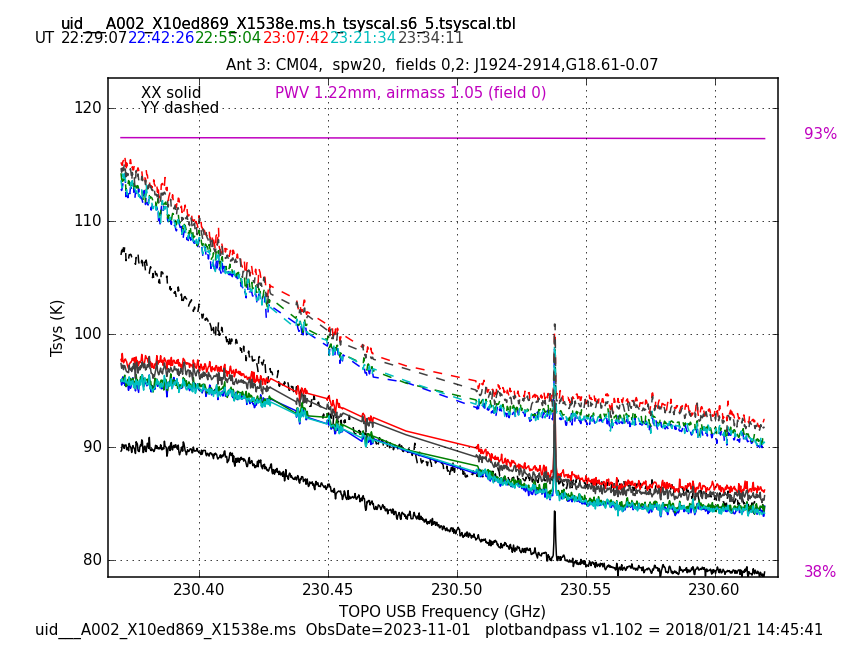 uid___A002_X10ed869_X1538e.ms.h_tsyscal.s6_5.tsyscal.tbl
UT 22:29:07 22:42:26 22:55:04 23:07:42 23:21:34 23:34:11
Ant 3: CM04,  spw20,  fields 0,2: J1924-2914,G18.61-0.07
XX solid
PWV 1.22mm, airmass 1.05 (field 0)
YY dashed
120
93%
110
100
90
80
38%
Tsys (K)
230.40 230.45 230.50 230.55 230.60
TOPO USB Frequency (GHz)
uid___A002_X10ed869_X1538e.ms  ObsDate=2023-11-01   plotbandpass v1.102 = 2018/01/21 14:45:41